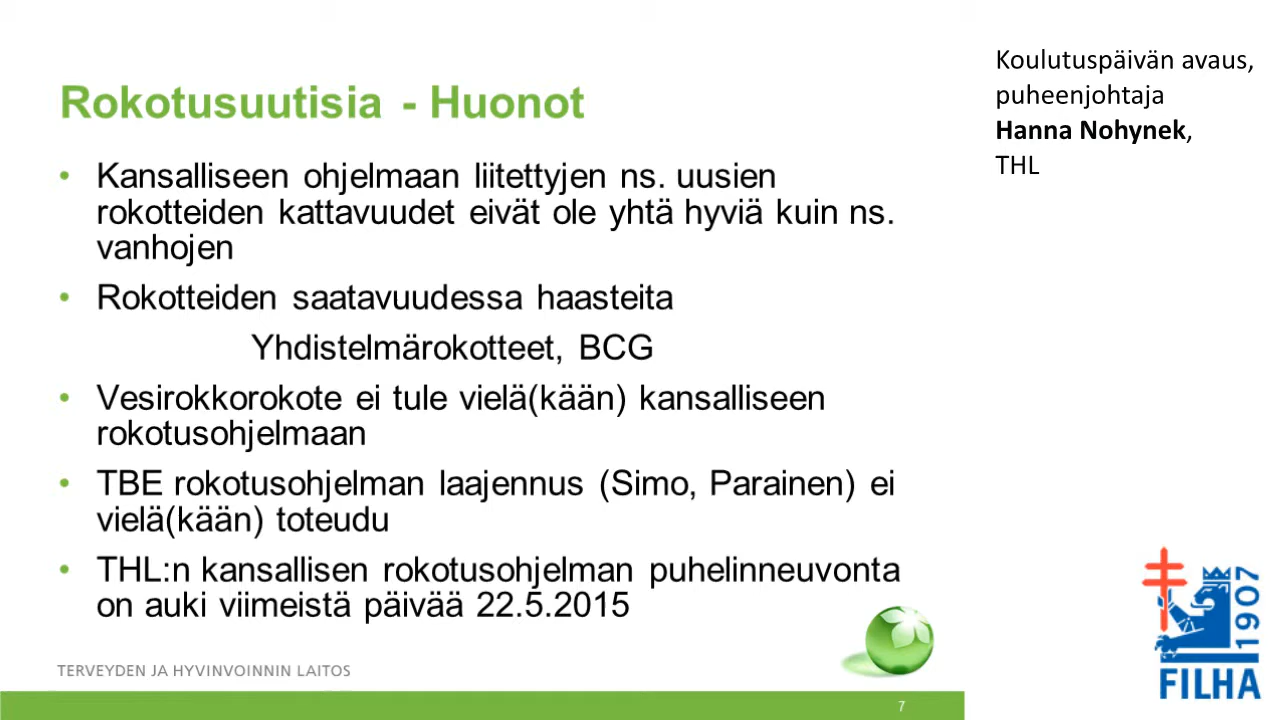 Rokotusuutisia - Huonot
• Kansalliseen ohjelmaan liitettyjen ns. uusien
rokotteiden kattavuudet eivät ole yhtä hyviä kuin ns.
vanhojen
• Rokotteiden saatavuudessa haasteita
Yhdistelmärokotteet, BCG
• Vesirokkorokote ei tule vielä(kään) kansalliseen
rokotusohjelmaan
• TBE rokotusohjelman laajennus (Simo, Parainen) ei
vielä(kään) toteudu
• THL:n kansallisen rokotusohjelman puhelinneuvonta
on auki viimeistä päivää 22.5.2015
TERVEYDEN JA HYVINVOINNIN LAITOS
7
Koulutuspäivän avaus,
puheenjohtaja
Hanna Nohynek,
THL
1907
FILHA